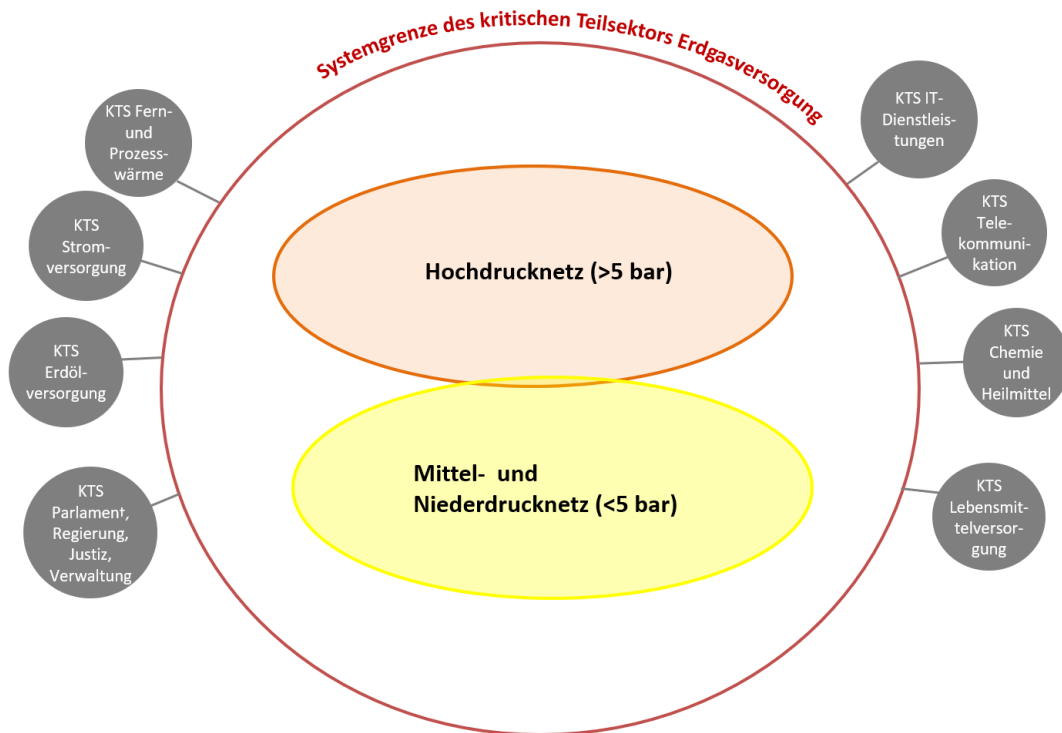 Systemgrenze des kritischen Teilsektors Erdgasversorgung
KTS Fern-
und
Prozess-
wärme
KTS
Strom-
versorgung
KTS
Erdöl-
versorgung
KTS
Parlament,
Regierung,
Justiz,
Verwaltung
Hochdrucknetz (>5 bar)
Mittel- und
Niederdrucknetz (<5 bar)
KTS IT-
Dienstleis-
tungen
KTS
Tele-
kommuni-
kation
KTS
Chemie
und
Heilmittel
KTS
Lebensmit-
telversor-
gung